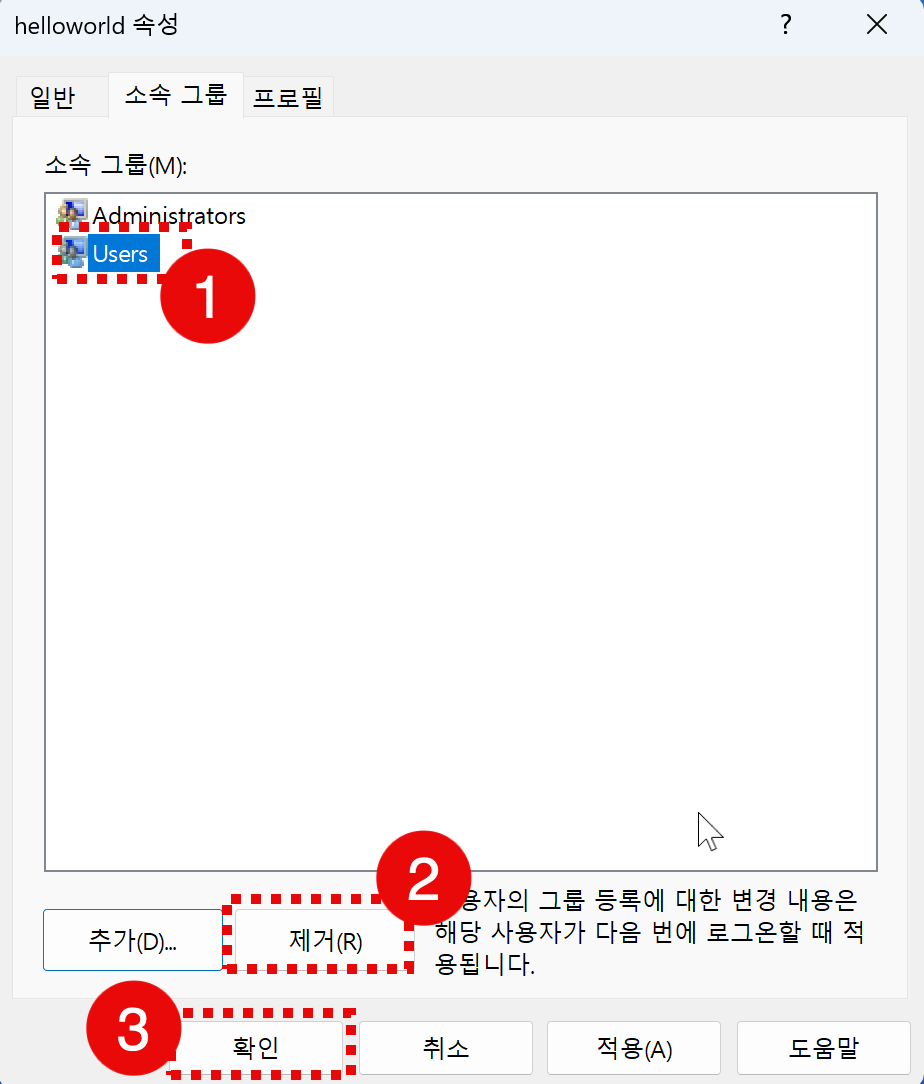 helloworld 속성
일반 소속 그룹 프로필
소속 그룹(M):
Administrators
Users
1
2
용자의 그룹 등록에 대한 변경 내용은
해당 사용자가 다음 번에 로그온할 때 적
용됩니다.
추가(D)... 제거(R)
3
확인 취소 적용(A) 도움말